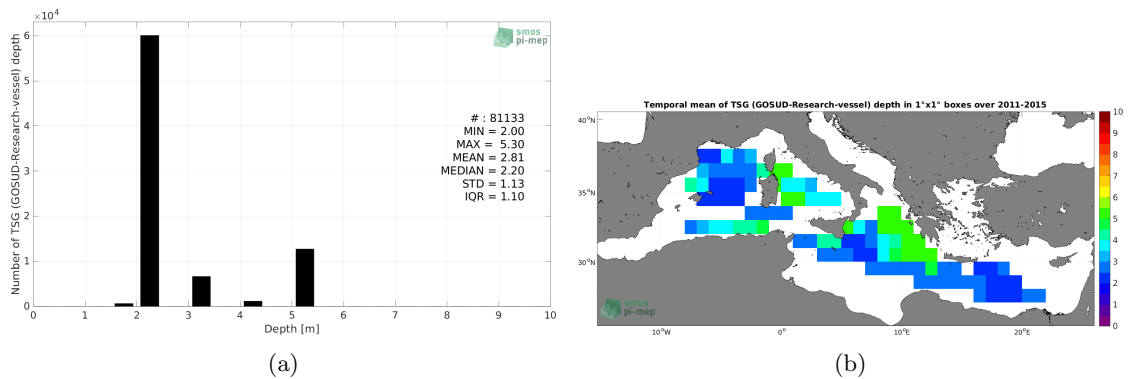 ×10⁴
6
5
4
3
2
1
0
Number of TSG (GOSUD-Research-vessel) depth
smos
pi-mep
# : 81133
MIN = 2.00
MAX = 5.30
MEAN = 2.81
MEDIAN = 2.20
STD = 1.13
IQR = 1.10
0 1 2 3 4 5 6 7 8 9 10
Depth [m]
(a)
Temporal mean of TSG (GOSUD-Research-vessel) depth in 1°x1° boxes over 2011-2015
40°N
35°N
30°N
smos
pi-mep
10°W 0° 10°E 20°E
10
9
8
7
6
5
4
3
2
1
0
(b)